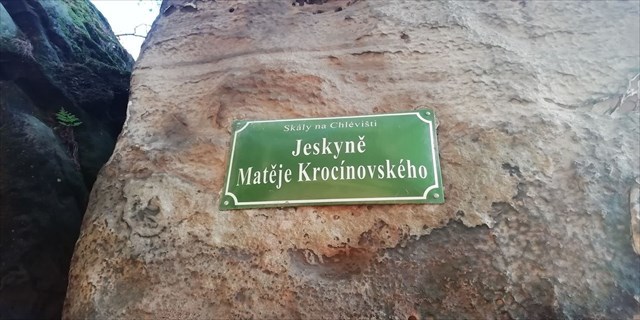 Skály na Chlévišti
Jeskyně
Matěje Krocínovského